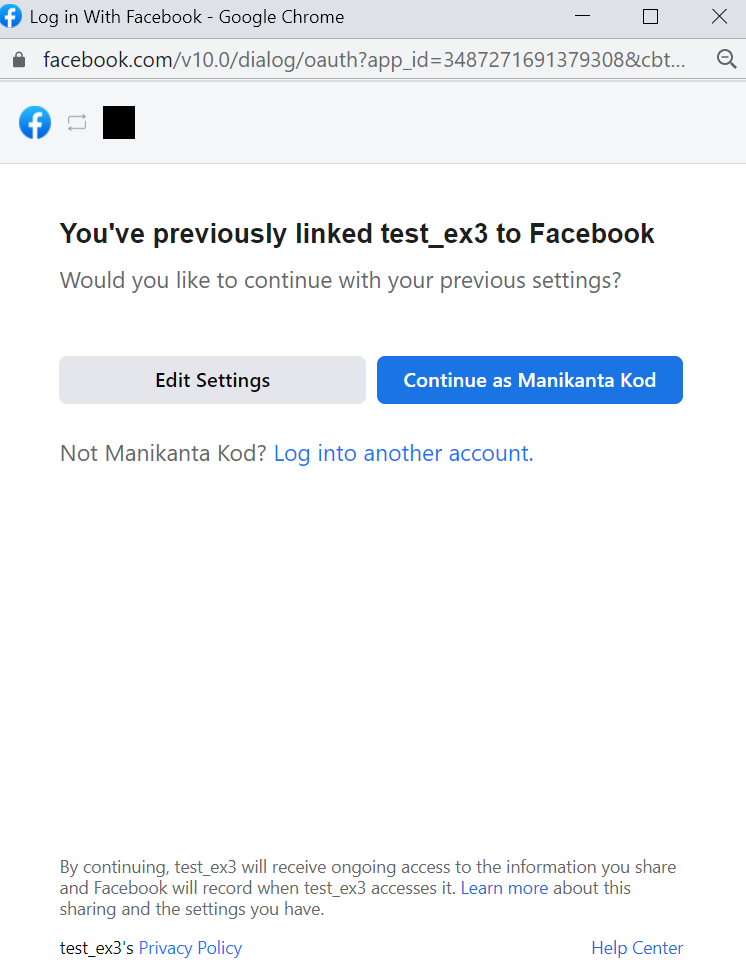 Log in With Facebook - Google Chrome
facebook.com/v10.0/dialog/oauth?app_id=3487271691379308&cbt...
You've previously linked test_ex3 to Facebook
Would you like to continue with your previous settings?
Edit Settings
Continue as Manikanta Kod
Not Manikanta Kod? Log into another account.
By continuing, test_ex3 will receive ongoing access to the information you share
and Facebook will record when test_ex3 accesses it. Learn more about this
sharing and the settings you have.
test_ex3's Privacy Policy
Help Center